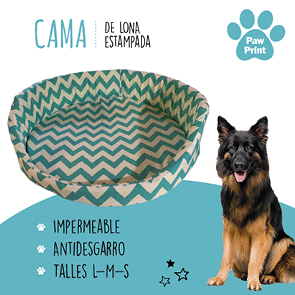 CAMA
DE LONA
ESTAMPADA
Paw
Print
IMPERMEABLE
ANTIDESGARRO
TALLES L-M-S